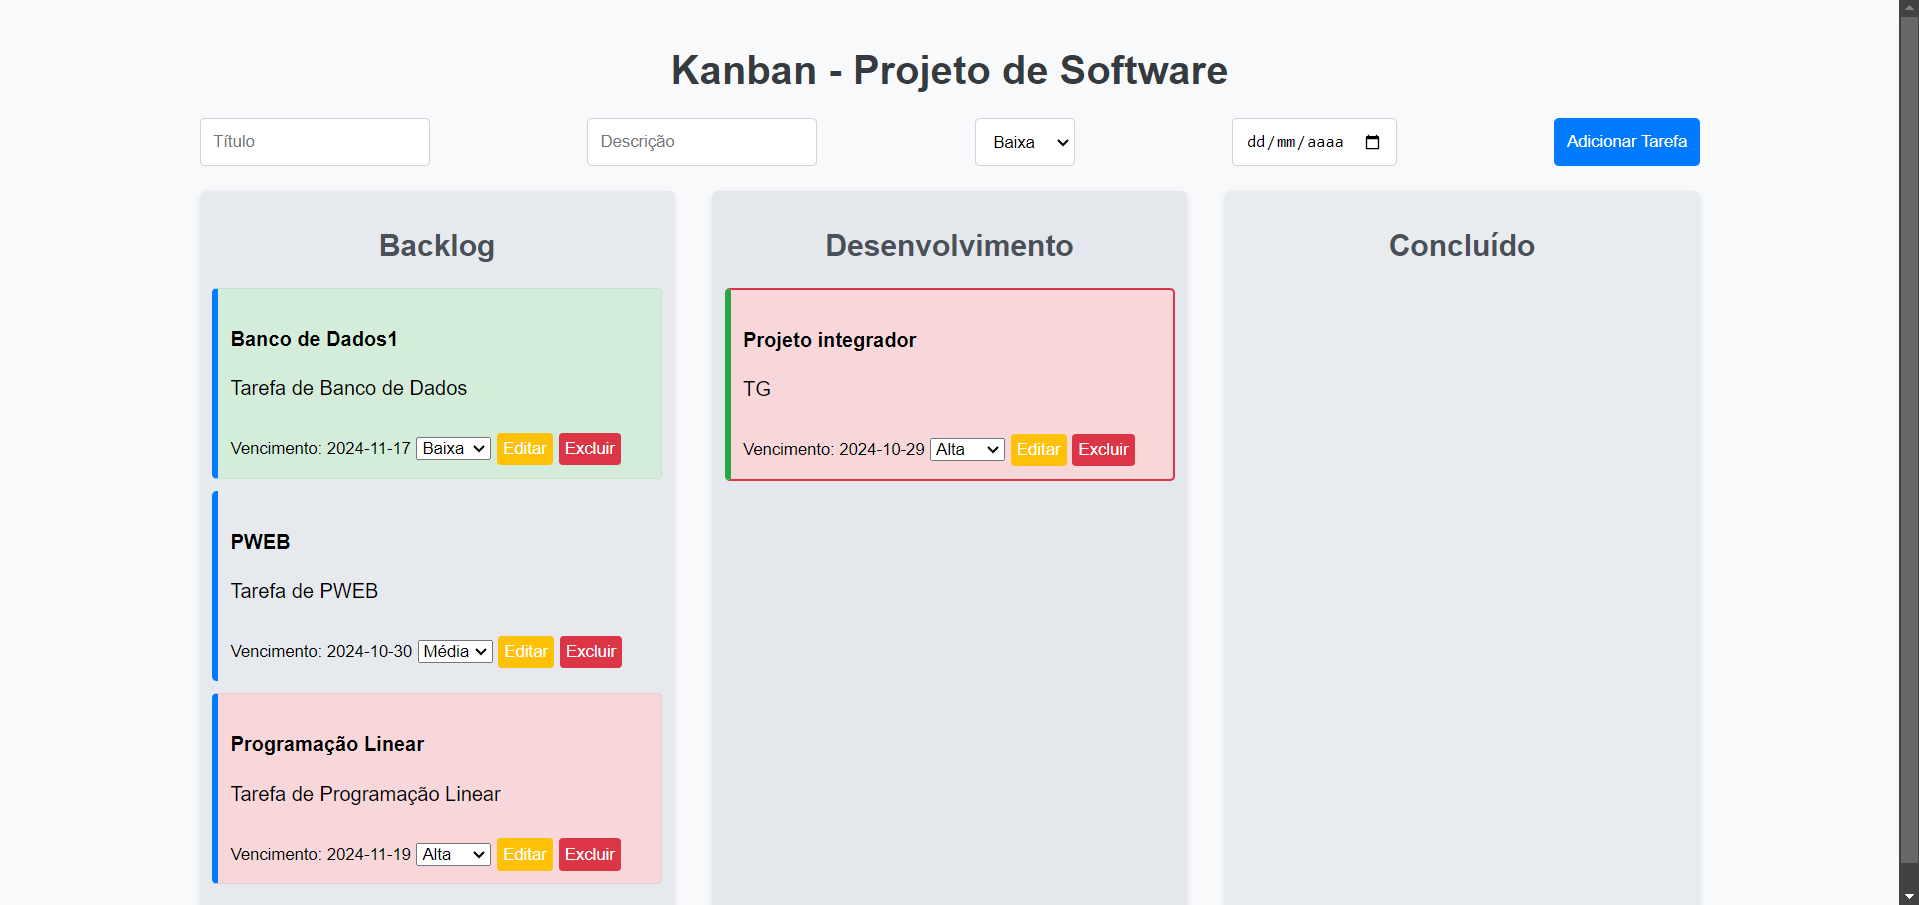 Kanban - Projeto de Software
Título
Descrição
Baixa
dd/mm/aaaa
Adicionar Tarefa
Backlog
Banco de Dados1
Tarefa de Banco de Dados
Vencimento: 2024-11-17 Baixa Editar Excluir
PWEB
Tarefa de PWEB
Vencimento: 2024-10-30 Média Editar Excluir
Programação Linear
Tarefa de Programação Linear
Vencimento: 2024-11-19 Alta Editar Excluir
Desenvolvimento
Projeto integrador
TG
Vencimento: 2024-10-29 Alta Editar Excluir
Concluído